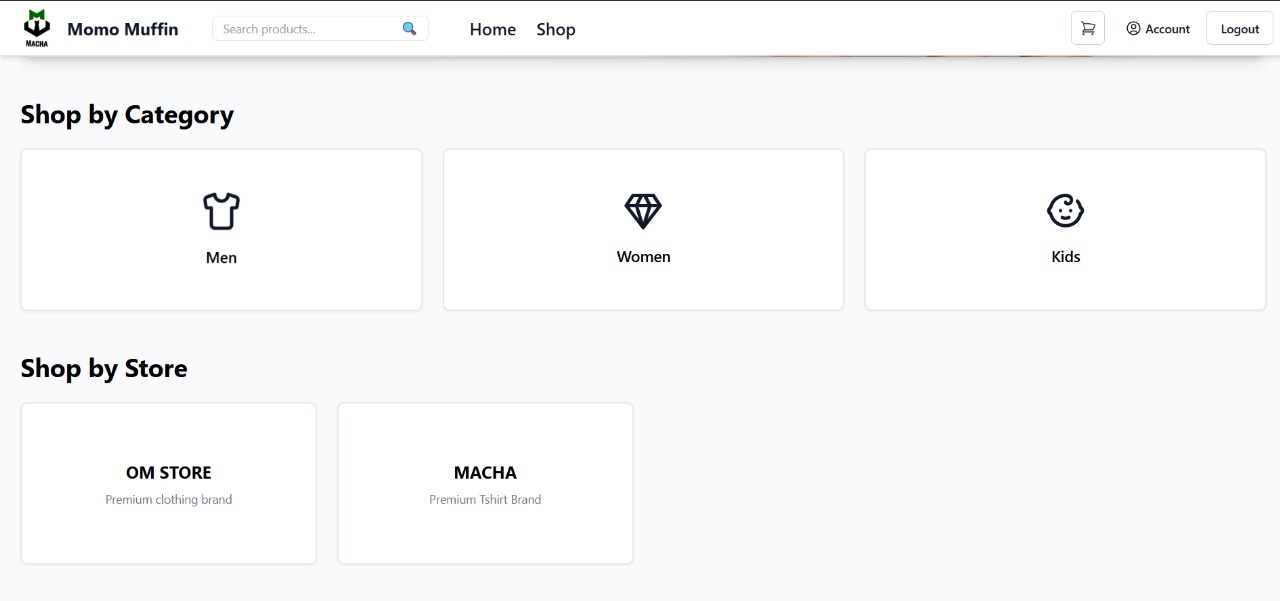 MACHA
Momo Muffin
Search products...
Home
Shop
Account
Logout
Shop by Category
Men
Women
Kids
Shop by Store
OM STORE
Premium clothing brand
MACHA
Premium Tshirt Brand